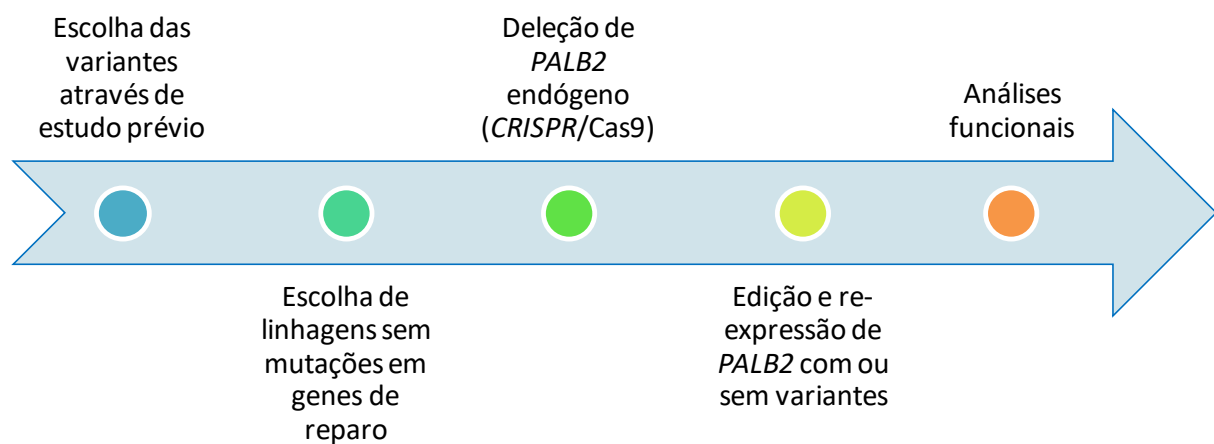 Escolha das
variantes
através de
estudo prévio
Escolha de
linhagens sem
mutações em
genes de
reparo
Deleção de
PALB2
endógeno
(CRISPR/Cas9)
Edição e re-
expressão de
PALB2 com ou
sem variantes
Análises
funcionais